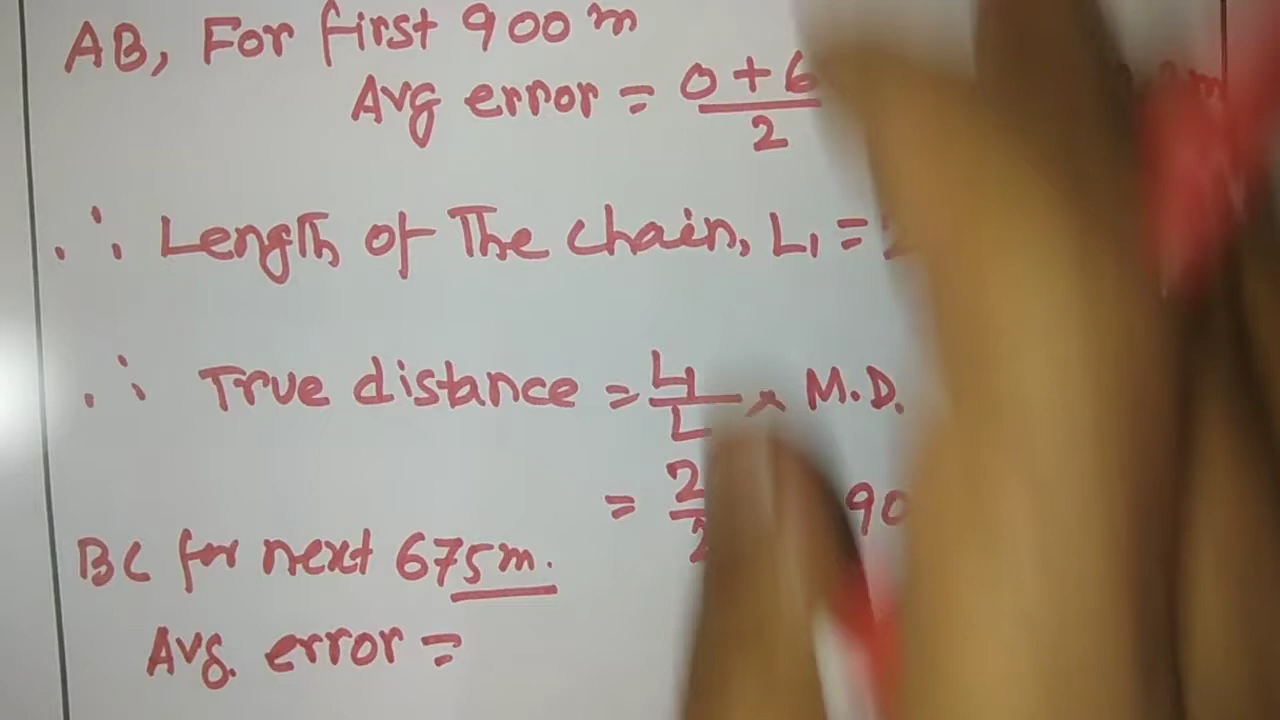 AB, For first 900 m
Avg error = 0 + 6
2
∴ Length of The chain, L1 =
∴ True distance = L1 × M.D.
L
= 2 90
2
BC for next 675m.
Avg. error =